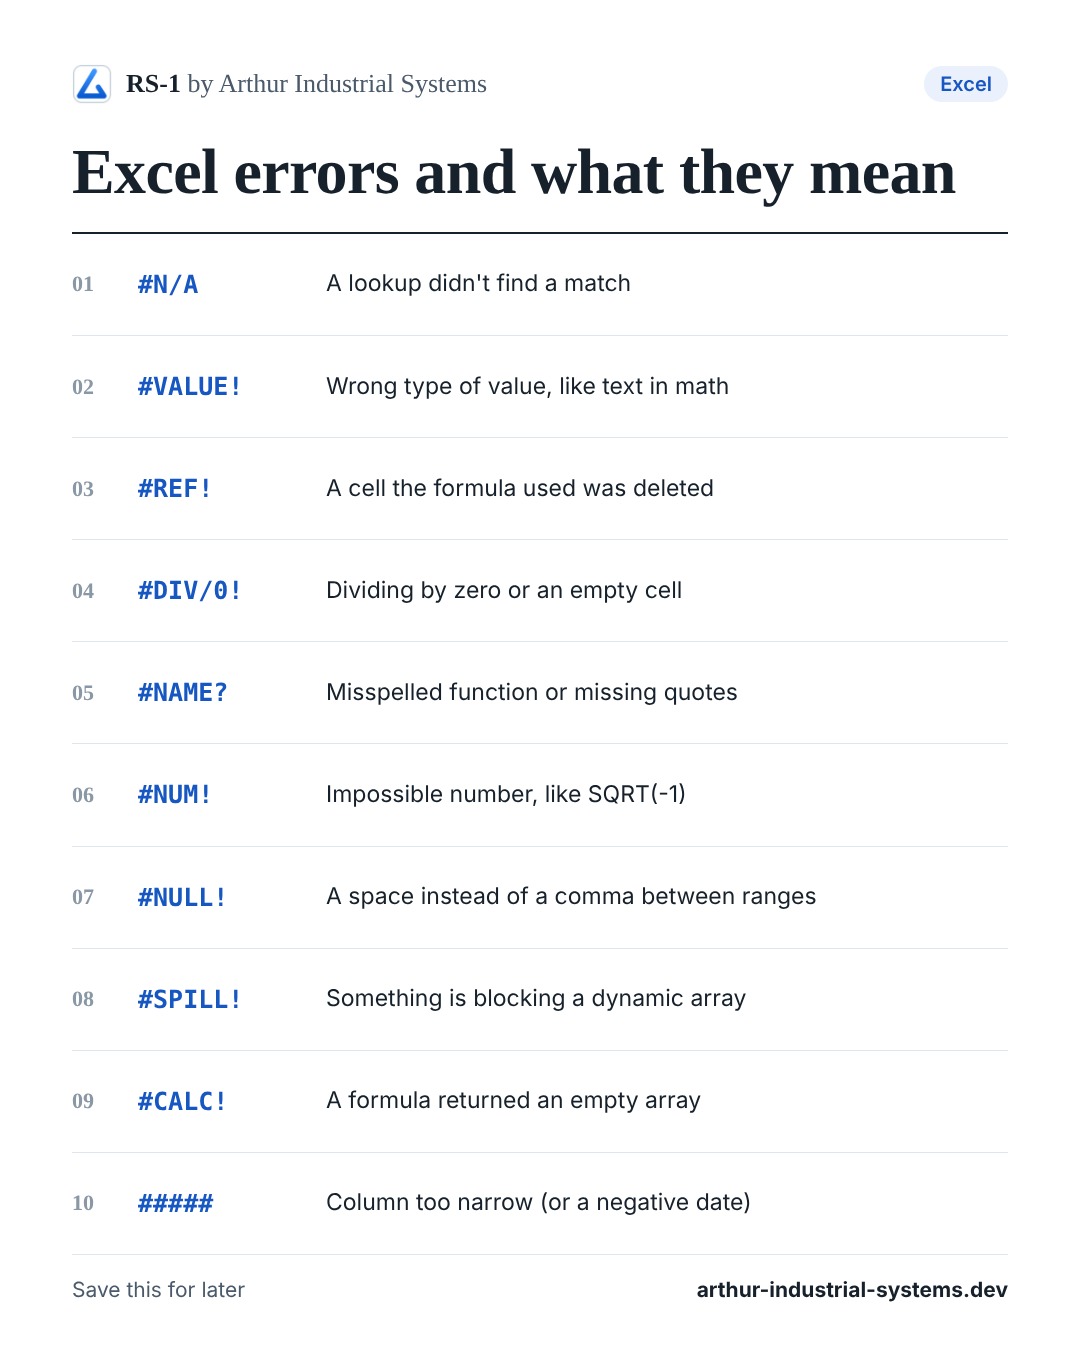 RS-1 by Arthur Industrial Systems
Excel
Excel errors and what they mean
01 #N/A A lookup didn't find a match
02 #VALUE! Wrong type of value, like text in math
03 #REF! A cell the formula used was deleted
04 #DIV/0! Dividing by zero or an empty cell
05 #NAME? Misspelled function or missing quotes
06 #NUM! Impossible number, like SQRT(-1)
07 #NULL! A space instead of a comma between ranges
08 #SPILL! Something is blocking a dynamic array
09 #CALC! A formula returned an empty array
10 ##### Column too narrow (or a negative date)
Save this for later
arthur-industrial-systems.dev